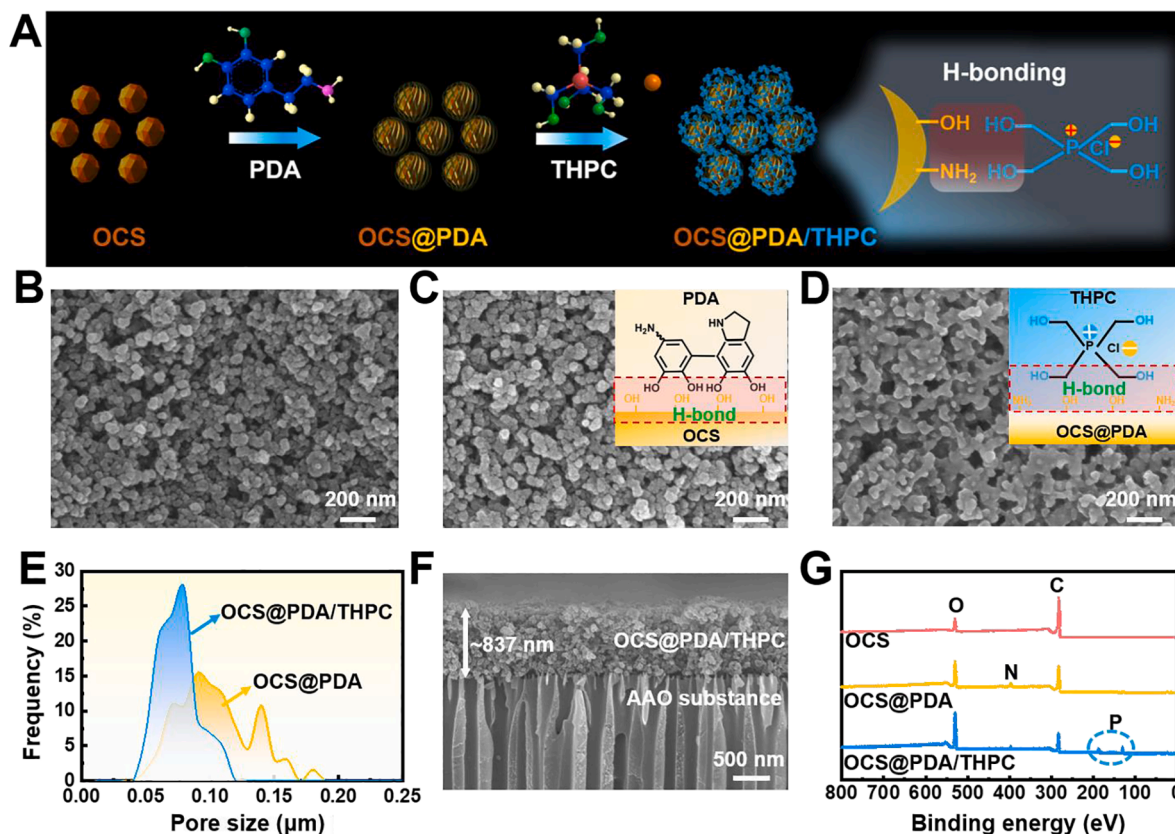 A
PDA
THPC
OCS
OCS@PDA
OCS@PDA/THPC
H-bonding
OH
NH₂
HO
HO
P
Cl
OH
OH
B
200 nm
C
PDA
H₂N
HN
HO OH HO OH
OH OH OH OH
H-bond
OCS
200 nm
D
THPC
HO OH
P Cl
HO OH
H-bond
NH₂ OH OH NH₂
OCS@PDA
200 nm
E
Frequency (%)
30
25
20
15
10
5
0
OCS@PDA/THPC
OCS@PDA
0.00 0.05 0.10 0.15 0.20 0.25
Pore size (μm)
F
~837 nm
OCS@PDA/THPC
AAO substance
500 nm
G
C
O
OCS
N
OCS@PDA
P
OCS@PDA/THPC
800 700 600 500 400 300 200 100 0
Binding energy (eV)